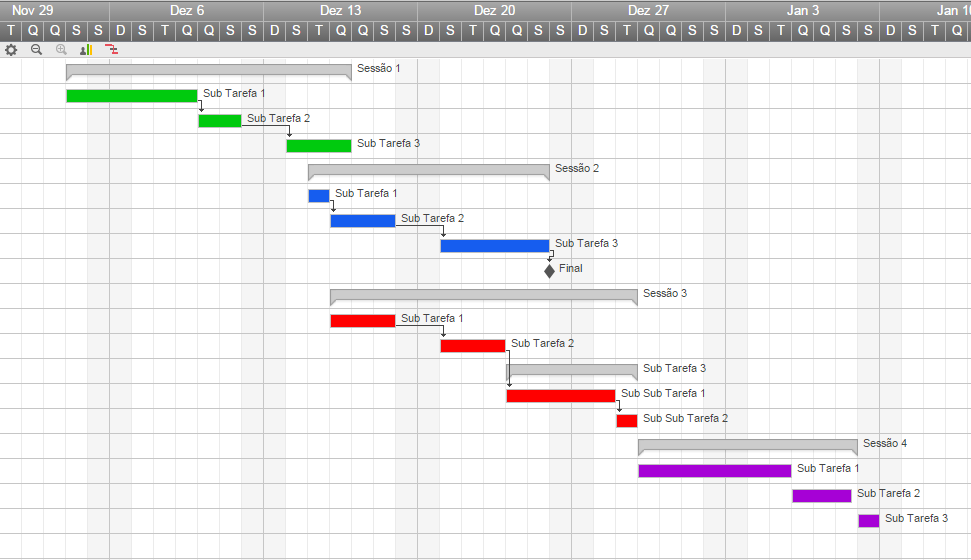 Nov 29 Dez 6 Dez 13 Dez 20 Dez 27 Jan 3 Jan 10
T Q Q S S D S T Q Q S S D S T Q Q S S D S T Q Q S S D S T Q Q S S D S T Q Q S S D S T Q
Sessão 1
Sub Tarefa 1
Sub Tarefa 2
Sub Tarefa 3
Sessão 2
Sub Tarefa 1
Sub Tarefa 2
Sub Tarefa 3
Final
Sessão 3
Sub Tarefa 1
Sub Tarefa 2
Sub Tarefa 3
Sub Sub Tarefa 1
Sub Sub Tarefa 2
Sessão 4
Sub Tarefa 1
Sub Tarefa 2
Sub Tarefa 3